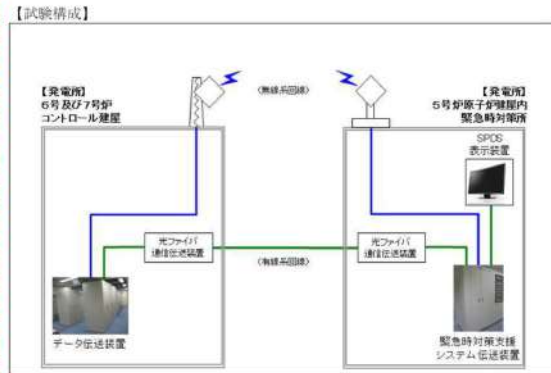 【試験構成】
【発電所】
6号及び7号炉
コントロール建屋
〈無線系回線〉
【発電所】
5号炉原子炉建屋内
緊急時対策所
SPDS
表示装置
光ファイバ
通信伝送装置
光ファイバ
通信伝送装置
〈有線系回線〉
データ伝送装置
緊急時対策支援
システム伝送装置